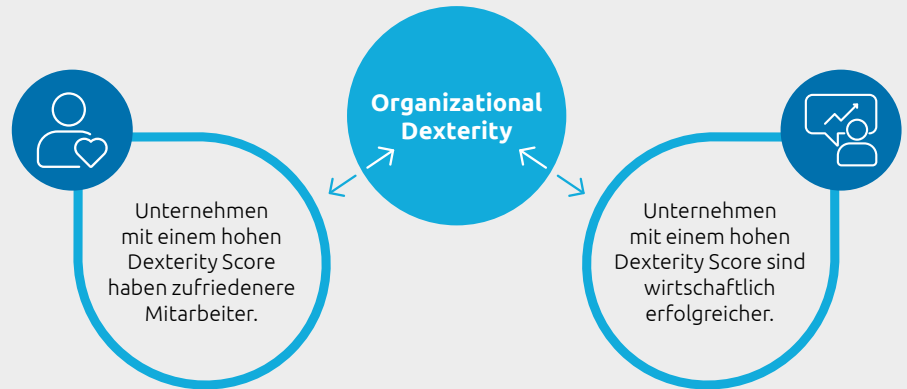 Organizational
Dexterity
Unternehmen
mit einem hohen
Dexterity Score
haben zufriedenere
Mitarbeiter.
Unternehmen
mit einem hohen
Dexterity Score sind
wirtschaftlich
erfolgreicher.